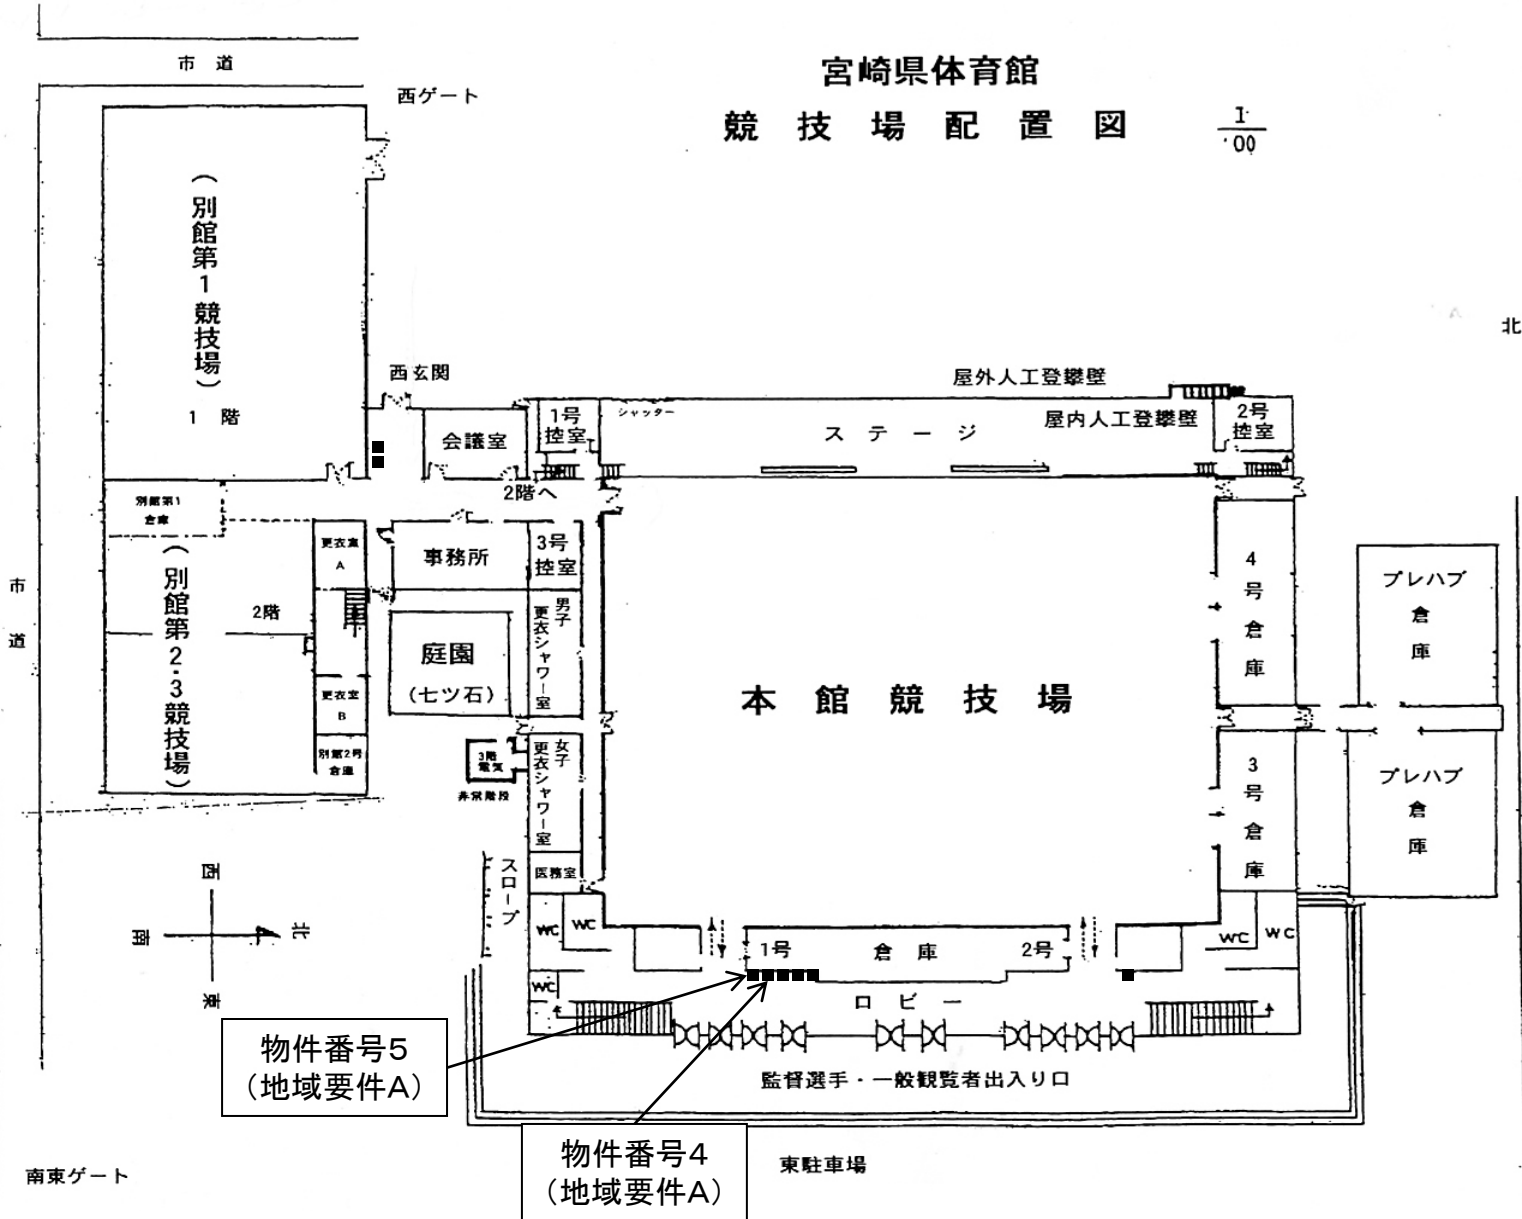 市道
西ゲート
宮崎県体育館
競技場配置図
1
00
（別館第1競技場）
1階
西玄関
会議室
1号
控室
シャッター
ステージ
屋外人工登攀壁
屋内人工登攀壁
2号
控室
北
2階へ
別館第1
倉庫
更衣室
A
事務所
3号
控室
（別館第2・3競技場）
2階
市道
庭園
（七ツ石）
男子
更衣シャワー室
更衣室
B
別館2号
倉庫
3階
電気
非常階段
女子
更衣シャワー室
医務室
スロープ
本館競技場
4号倉庫
3号倉庫
プレハブ
倉
庫
プレハブ
倉
庫
西
南
北
東
WC
WC
WC
1号
倉庫
2号
WC
WC
ロビー
物件番号5
（地域要件A）
監督選手・一般観覧者出入り口
物件番号4
（地域要件A）
東駐車場
南東ゲート